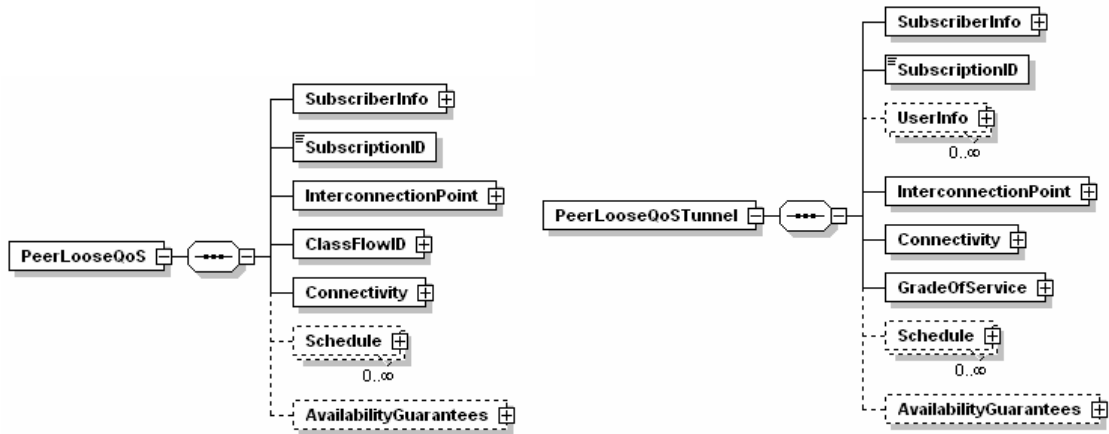 PeerLooseQoS
SubscriberInfo
SubscriptionID
InterconnectionPoint
ClassFlowID
Connectivity
Schedule
0..∞
AvailabilityGuarantees
PeerLooseQoSTunnel
SubscriberInfo
SubscriptionID
UserInfo
0..∞
InterconnectionPoint
Connectivity
GradeOfService
Schedule
0..∞
AvailabilityGuarantees